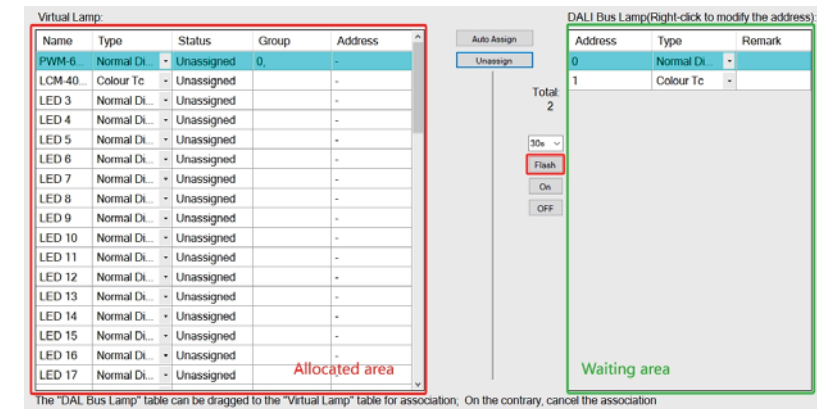 Virtual Lamp:
DALI Bus Lamp(Right-click to modify the address):
Name Type Status Group Address
PWM-6... Normal Di... Unassigned 0, -
LCM-40... Colour Tc Unassigned -
LED 3 Normal Di... Unassigned -
LED 4 Normal Di... Unassigned -
LED 5 Normal Di... Unassigned -
LED 6 Normal Di... Unassigned -
LED 7 Normal Di... Unassigned -
LED 8 Normal Di... Unassigned -
LED 9 Normal Di... Unassigned -
LED 10 Normal Di... Unassigned -
LED 11 Normal Di... Unassigned -
LED 12 Normal Di... Unassigned -
LED 13 Normal Di... Unassigned -
LED 14 Normal Di... Unassigned -
LED 15 Normal Di... Unassigned -
LED 16 Normal Di... Unassigned -
LED 17 Normal Di... Unassigned -
Allocated area
Auto Assign
Unassign
Total:
2
30s
Flash
On
OFF
Address Type Remark
0 Normal Di...
1 Colour Tc
Waiting area
The "DAL Bus Lamp" table can be dragged to the "Virtual Lamp" table for association; On the contrary, cancel the association